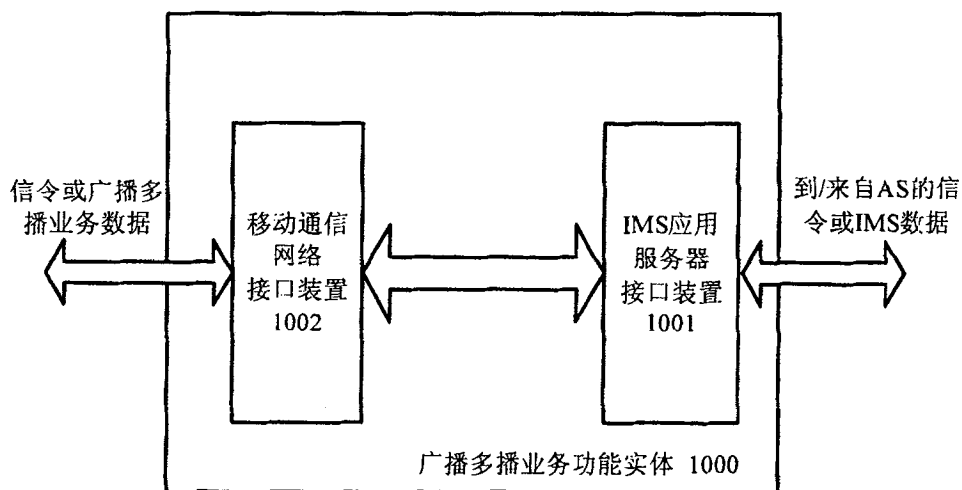 信令或广播多
播业务数据
移动通信
网络
接口装置
1002
IMS应用
服务器
接口装置
1001
到/来自AS的信
令或IMS数据
广播多播业务功能实体 1000